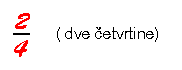 2/4 ( dve četvrtine)